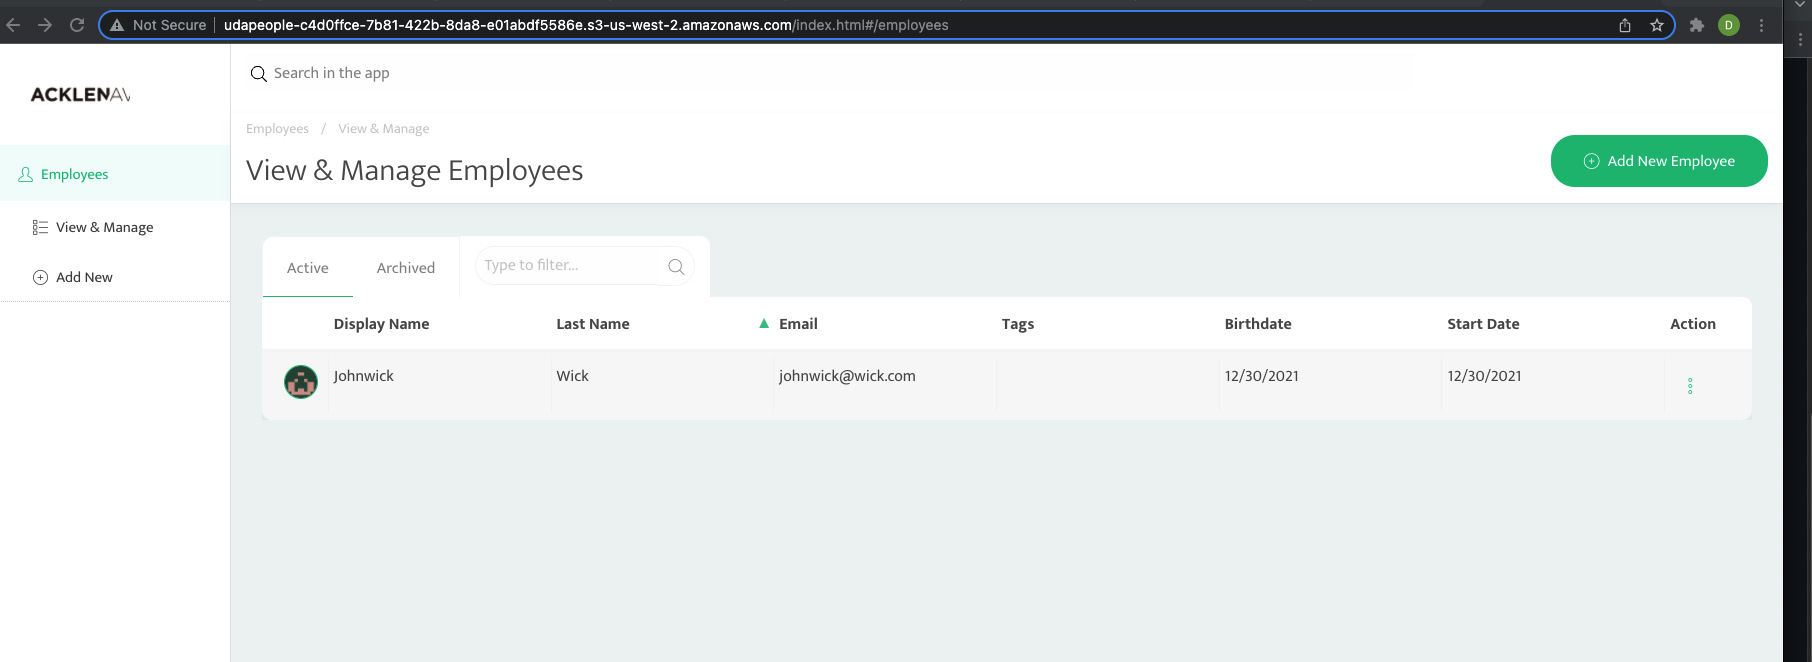 Not Secure udapeople-c4d0ffce-7b81-422b-8da8-e01abdf5586e.s3-us-west-2.amazonaws.com/index.html#/employees
D
ACKLENAV
Search in the app
Employees / View & Manage
View & Manage Employees
Add New Employee
Employees
View & Manage
Add New
Active Archived Type to filter...
Display Name Last Name Email Tags Birthdate Start Date Action
Johnwick Wick johnwick@wick.com 12/30/2021 12/30/2021